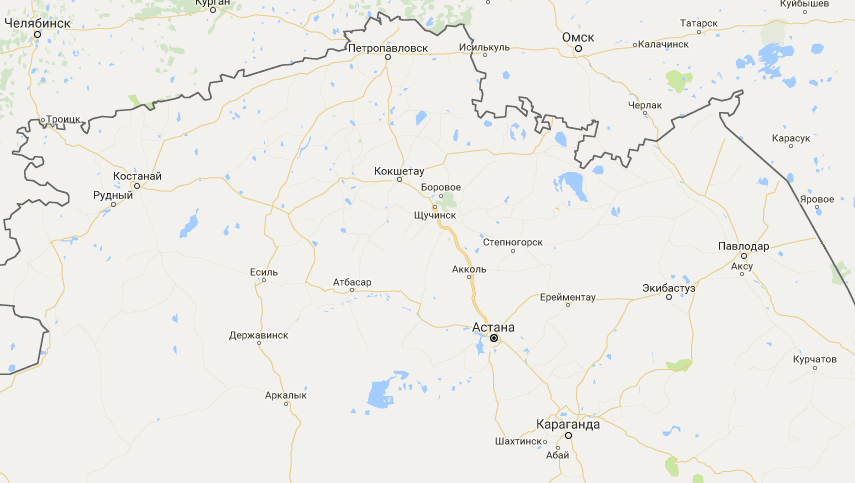 Курган
Куйбышев
Челябинск
Татарск
Омск
Калачинск
Петропавловск
Исилькуль
Черлак
Троицк
Карасук
Кокшетау
Костанай
Боровое
Рудный
Яровое
Щучинск
Степногорск
Павлодар
Аксу
Акколь
Есиль
Атбасар
Экибастуз
Ерейментау
Астана
Державинск
Курчатов
Аркалык
Караганда
Шахтинск
Абай